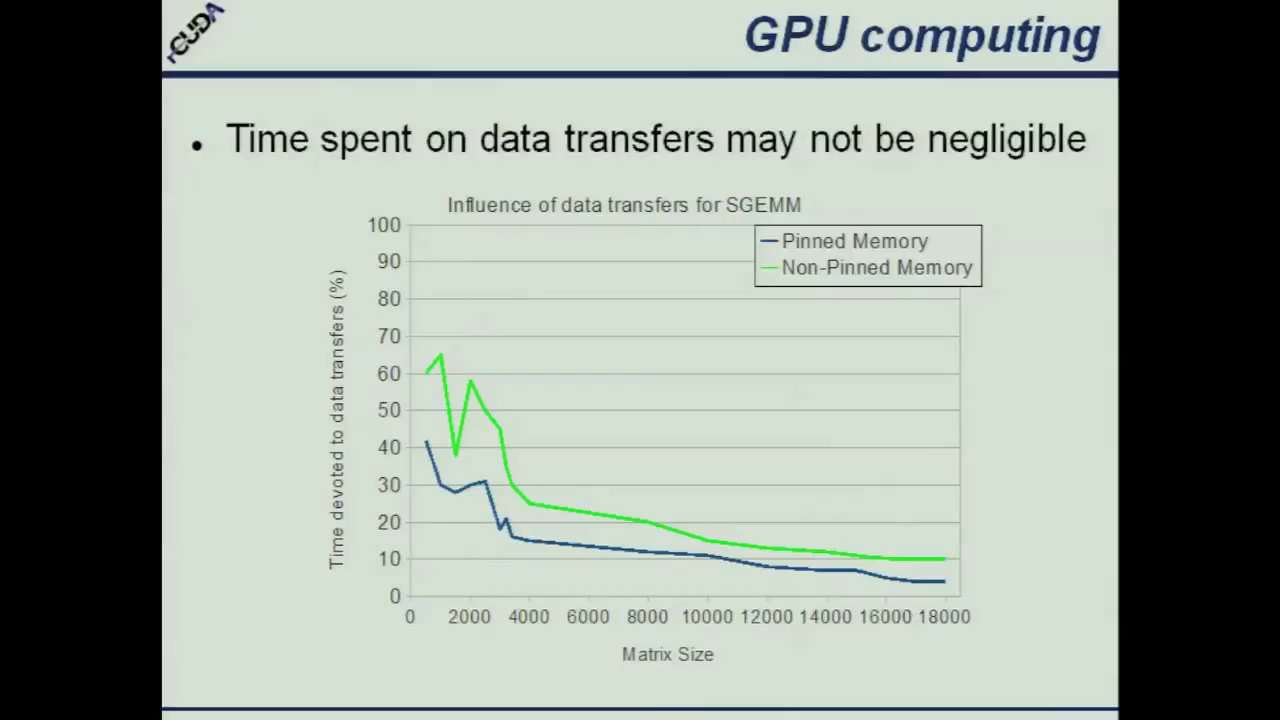 rCUDA
GPU computing
• Time spent on data transfers may not be negligible
Influence of data transfers for SGEMM
Pinned Memory
Non-Pinned Memory
Time devoted to data transfers (%)
100
90
80
70
60
50
40
30
20
10
0
0 2000 4000 6000 8000 10000 12000 14000 16000 18000
Matrix Size